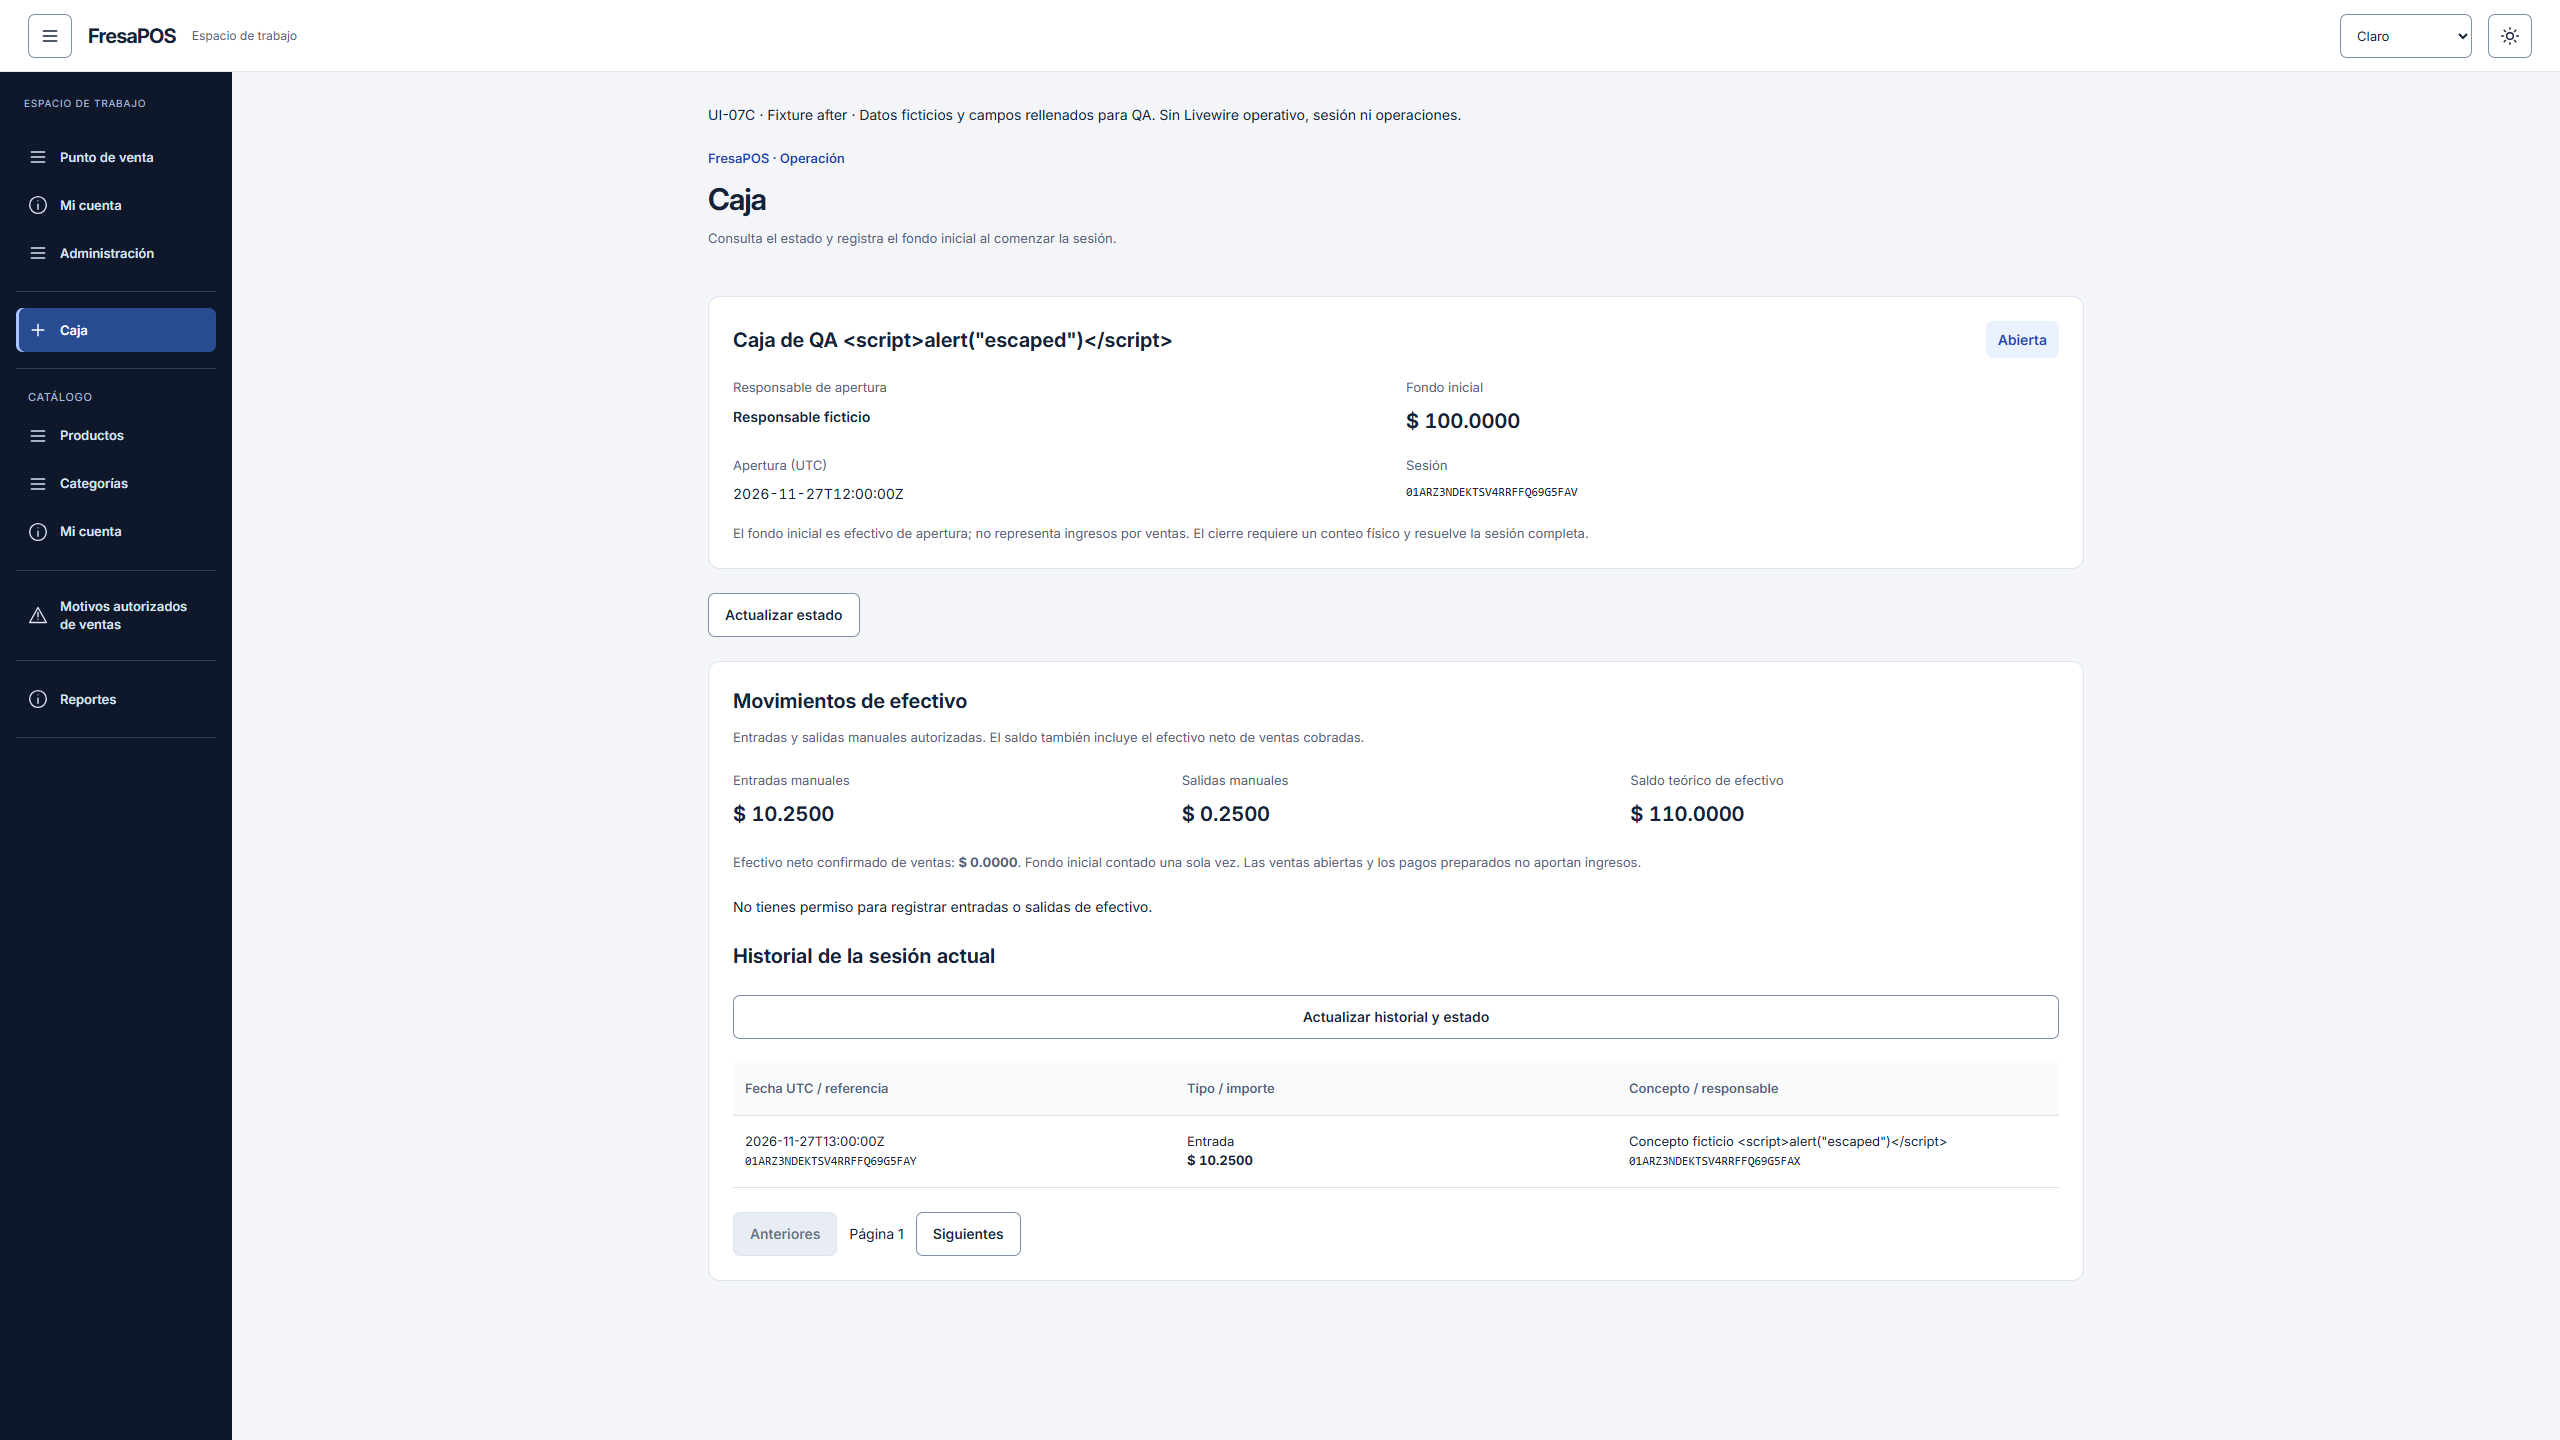 FresaPOS Espacio de trabajo
Claro
ESPACIO DE TRABAJO
Punto de venta
Mi cuenta
Administración
Caja
CATÁLOGO
Productos
Categorías
Mi cuenta
Motivos autorizados
de ventas
Reportes
UI-07C · Fixture after · Datos ficticios y campos rellenados para QA. Sin Livewire operativo, sesión ni operaciones.
FresaPOS · Operación
Caja
Consulta el estado y registra el fondo inicial al comenzar la sesión.
Caja de QA <script>alert("escaped")</script>
Abierta
Responsable de apertura
Responsable ficticio
Fondo inicial
$ 100.0000
Apertura (UTC)
2026-11-27T12:00:00Z
Sesión
01ARZ3NDEKTSV4RRFFQ69G5FAV
El fondo inicial es efectivo de apertura; no representa ingresos por ventas. El cierre requiere un conteo físico y resuelve la sesión completa.
Actualizar estado
Movimientos de efectivo
Entradas y salidas manuales autorizadas. El saldo también incluye el efectivo neto de ventas cobradas.
Entradas manuales
$ 10.2500
Salidas manuales
$ 0.2500
Saldo teórico de efectivo
$ 110.0000
Efectivo neto confirmado de ventas: $ 0.0000. Fondo inicial contado una sola vez. Las ventas abiertas y los pagos preparados no aportan ingresos.
No tienes permiso para registrar entradas o salidas de efectivo.
Historial de la sesión actual
Actualizar historial y estado
Fecha UTC / referencia
Tipo / importe
Concepto / responsable
2026-11-27T13:00:00Z
01ARZ3NDEKTSV4RRFFQ69G5FAY
Entrada
$ 10.2500
Concepto ficticio <script>alert("escaped")</script>
01ARZ3NDEKTSV4RRFFQ69G5FAX
Anteriores
Página 1
Siguientes